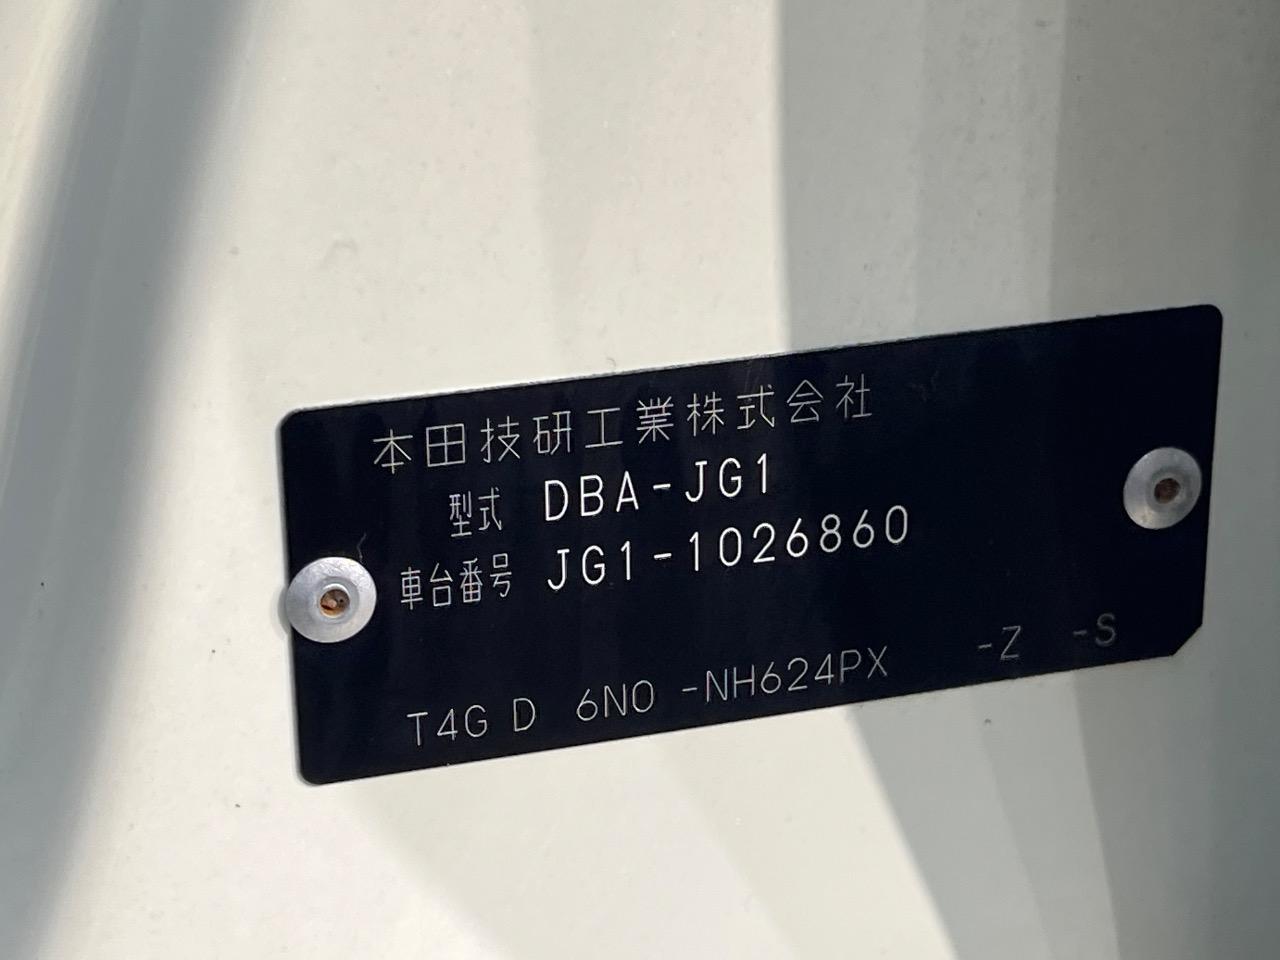 本田技研工業株式会社
型式 DBA-JG1
車台番号 JG1-1026860
T4G D 6N0 -NH624PX -Z -S